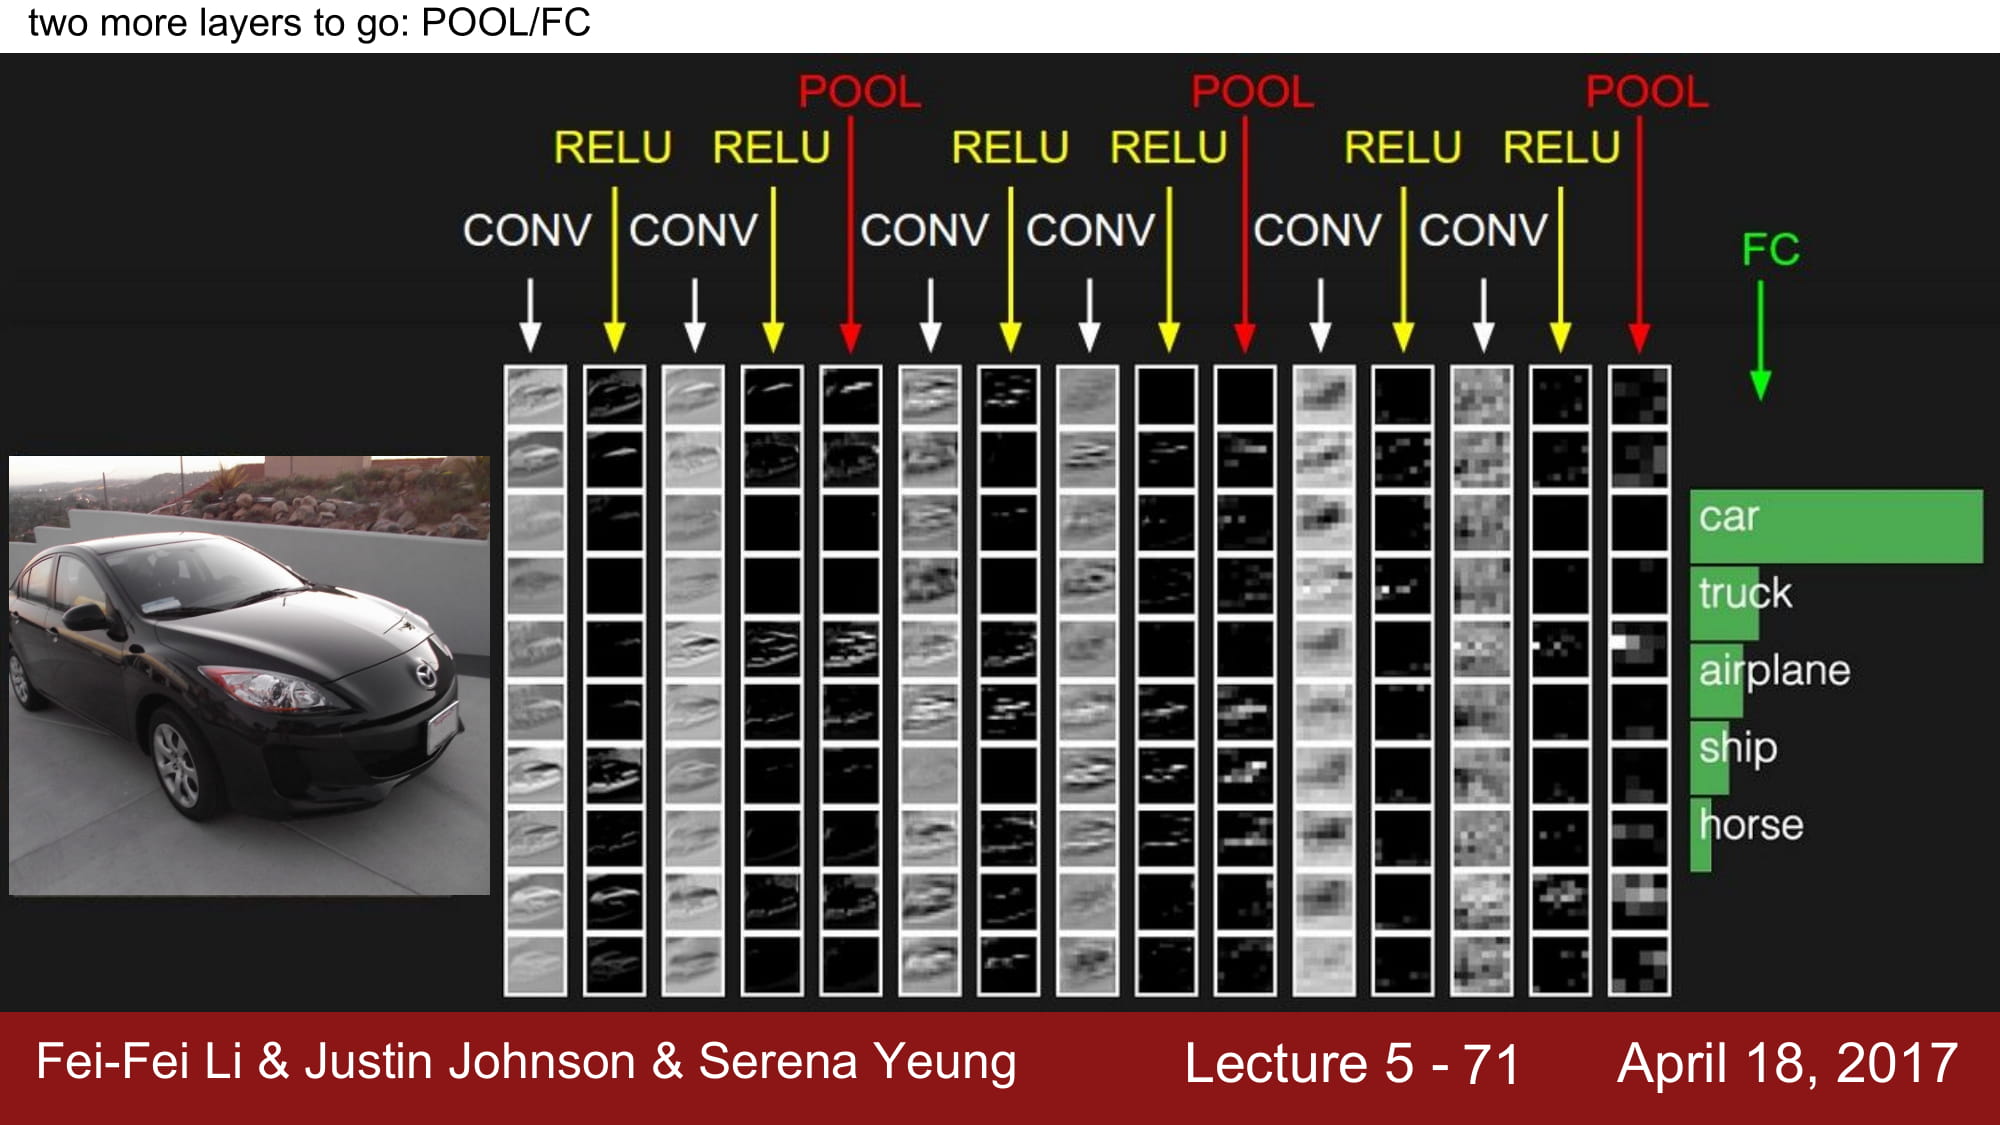 two more layers to go: POOL/FC
POOL POOL POOL
RELU RELU RELU RELU RELU RELU
CONV CONV CONV CONV CONV CONV
FC
car
truck
airplane
ship
horse
Fei-Fei Li & Justin Johnson & Serena Yeung Lecture 5 - 71 April 18, 2017